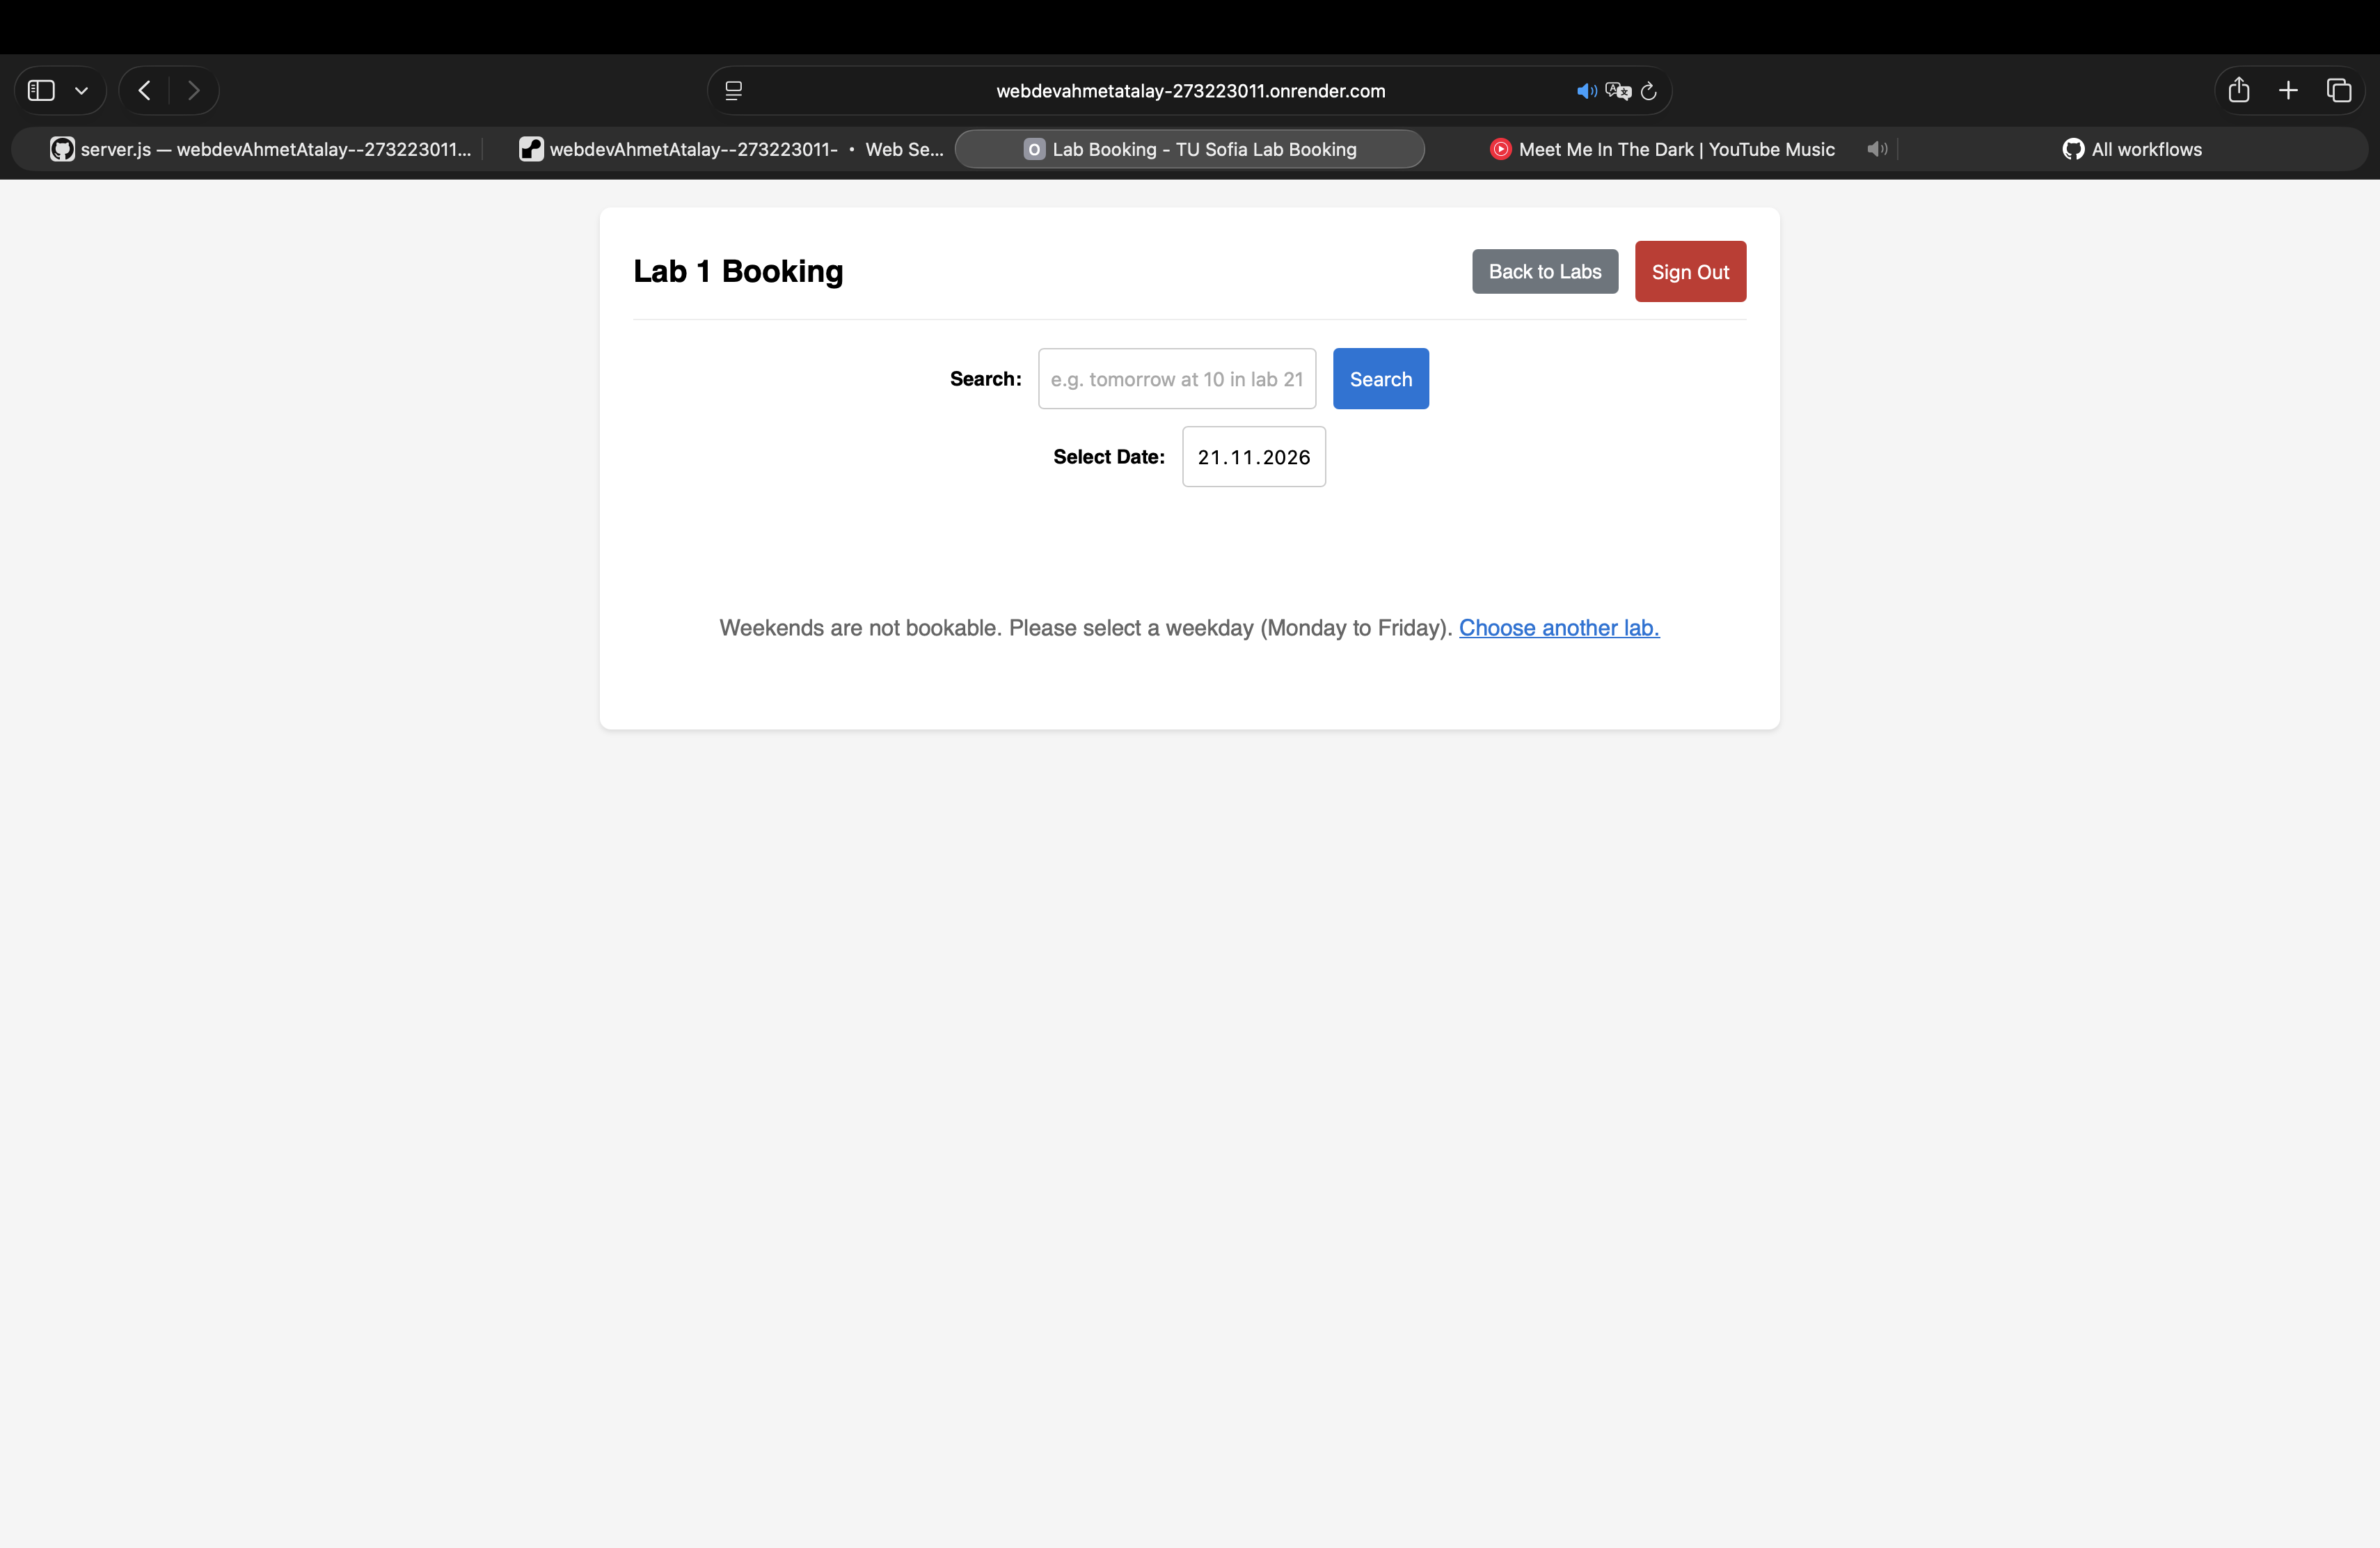 webdevahmetatalay-273223011.onrender.com
server.js — webdevAhmetAtalay--273223011...
webdevAhmetAtalay--273223011- • Web Se...
O Lab Booking - TU Sofia Lab Booking
Meet Me In The Dark | YouTube Music
All workflows
Lab 1 Booking
Back to Labs
Sign Out
Search:
e.g. tomorrow at 10 in lab 21
Search
Select Date:
21.11.2026
Weekends are not bookable. Please select a weekday (Monday to Friday). Choose another lab.